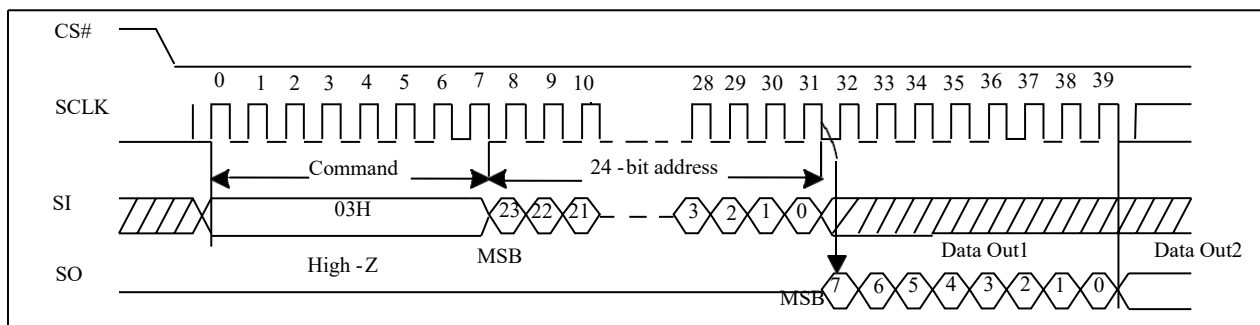 CS#
0 1 2 3 4 5 6 7 8 9 10 28 29 30 31 32 33 34 35 36 37 38 39
SCLK
Command 24 -bit address
SI 03H 23 22 21 3 2 1 0
MSB Data Out1 Data Out2
High -Z
SO MSB 7 6 5 4 3 2 1 0